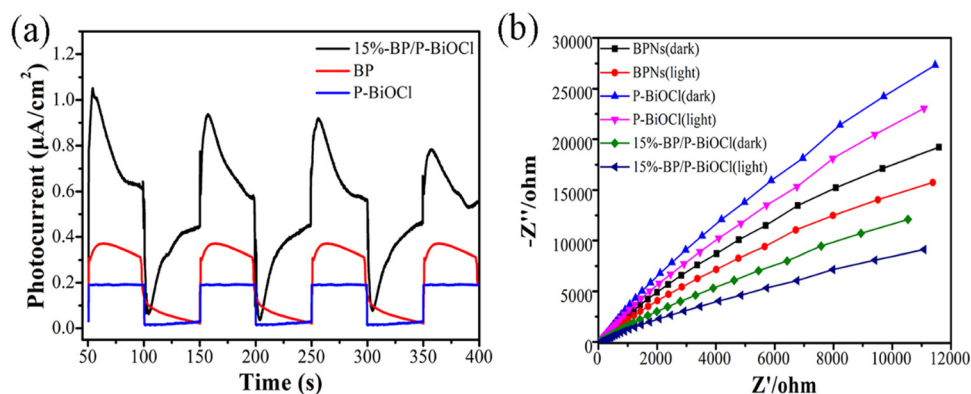 (a)
15%-BP/P-BiOCl
BP
P-BiOCl
Photocurrent (μA/cm²)
1.2
1.0
0.8
0.6
0.4
0.2
0.0
50 100 150 200 250 300 350 400
Time (s)
(b)
BPNs(dark)
BPNs(light)
P-BiOCl(dark)
P-BiOCl(light)
15%-BP/P-BiOCl(dark)
15%-BP/P-BiOCl(light)
-Z''/ohm
30000
25000
20000
15000
10000
5000
0
0 2000 4000 6000 8000 10000 12000
Z'/ohm